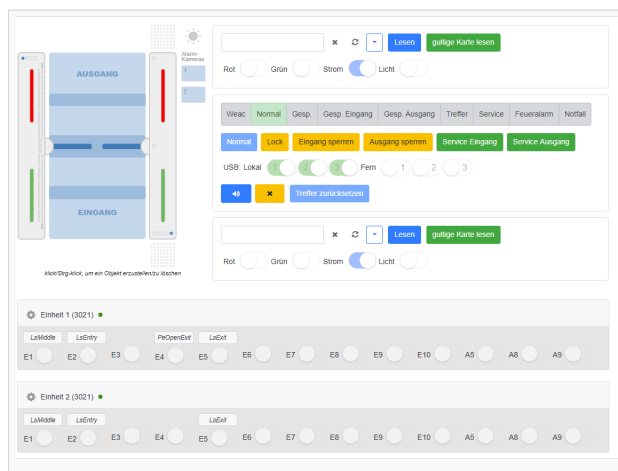 AUSGANG
EINGANG
Alarm-
Kameras
1
2
klick/Strg-klick, um ein Objekt erzustellen/zu löschen
Lesen
gultige Karte lesen
Rot Grün Strom Licht
Weac Normal Gesp. Gesp. Eingang Gesp. Ausgang Treffer Service Feueralarm Notfall
Normal Lock Eingang sperren Ausgang sperren Service Eingang Service Ausgang
USB: Lokal 1 2 3 Fern 1 2 3
Treffer zurücksetzen
Lesen
gultige Karte lesen
Rot Grün Strom Licht
Einheit 1 (3021)
LsMiddle LsEntry PeOpenExit LsExit
E1 E2 E3 E4 E5 E6 E7 E8 E9 E10 A5 A8 A9
Einheit 2 (3021)
LsMiddle LsEntry LsExit
E1 E2 E3 E4 E5 E6 E7 E8 E9 E10 A5 A8 A9